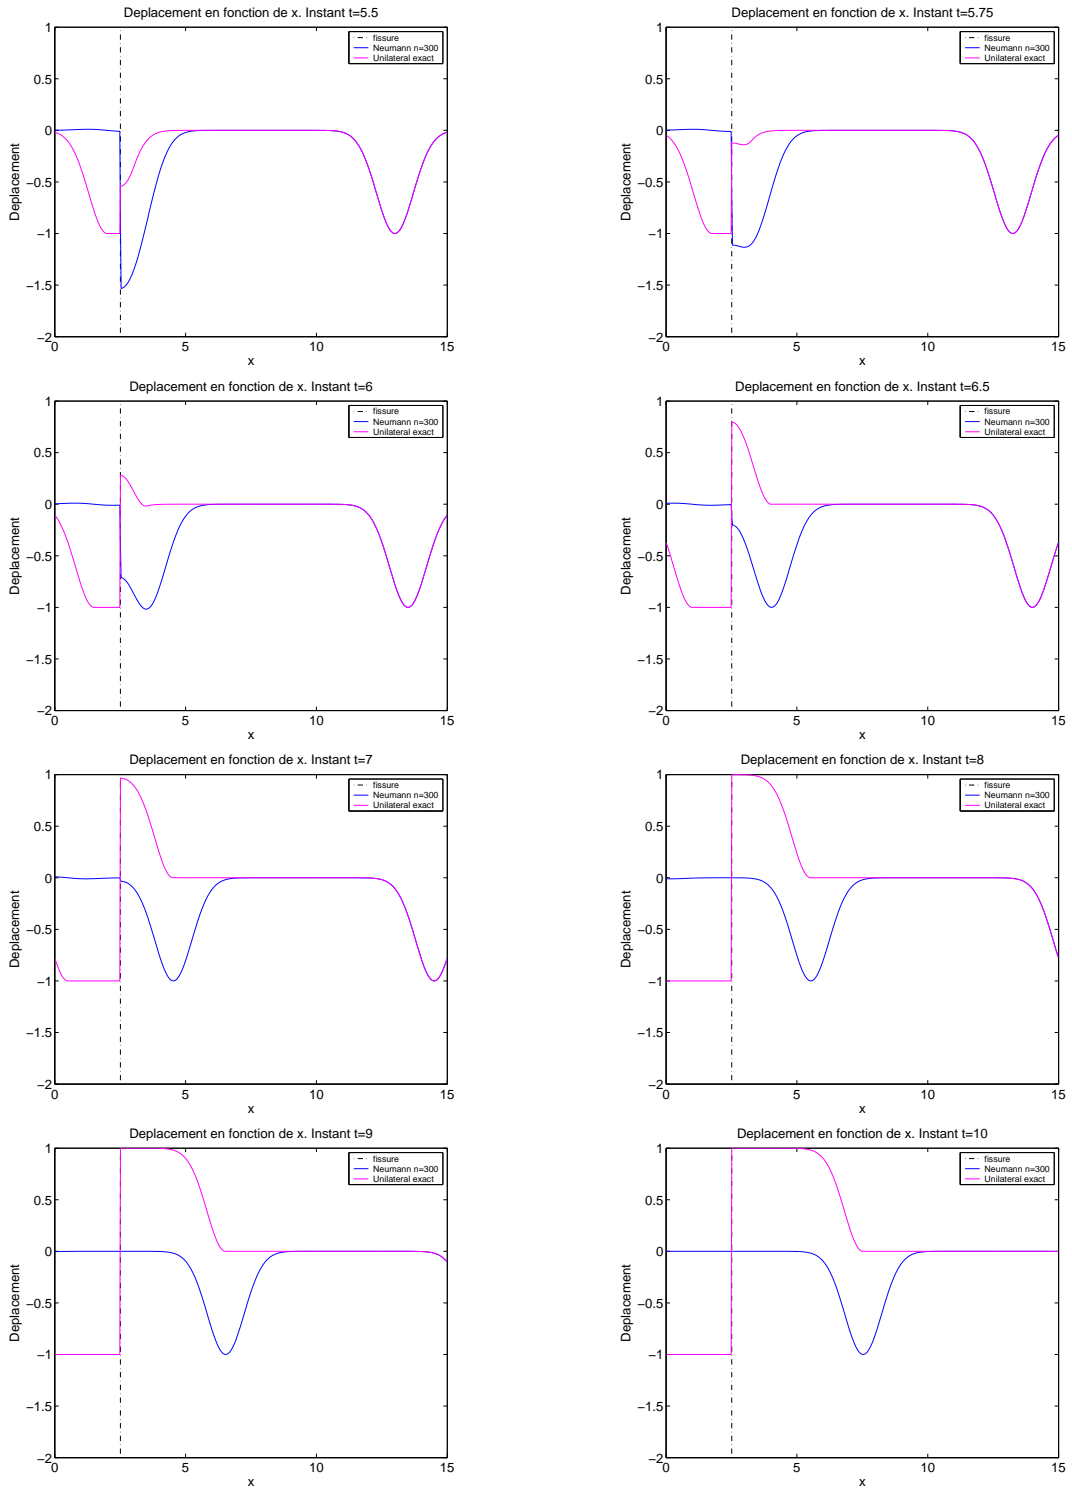 Deplacement en fonction de x. Instant t=5.5
1
0.5
0
−0.5
−1
−1.5
−2
0 5 10 15
x
Deplacement
fissure
Neumann n=300
Unilateral exact
Deplacement en fonction de x. Instant t=5.75
1
0.5
0
−0.5
−1
−1.5
−2
0 5 10 15
x
Deplacement
fissure
Neumann n=300
Unilateral exact
Deplacement en fonction de x. Instant t=6
1
0.5
0
−0.5
−1
−1.5
−2
0 5 10 15
x
Deplacement
fissure
Neumann n=300
Unilateral exact
Deplacement en fonction de x. Instant t=6.5
1
0.5
0
−0.5
−1
−1.5
−2
0 5 10 15
x
Deplacement
fissure
Neumann n=300
Unilateral exact
Deplacement en fonction de x. Instant t=7
1
0.5
0
−0.5
−1
−1.5
−2
0 5 10 15
x
Deplacement
fissure
Neumann n=300
Unilateral exact
Deplacement en fonction de x. Instant t=8
1
0.5
0
−0.5
−1
−1.5
−2
0 5 10 15
x
Deplacement
fissure
Neumann n=300
Unilateral exact
Deplacement en fonction de x. Instant t=9
1
0.5
0
−0.5
−1
−1.5
−2
0 5 10 15
x
Deplacement
fissure
Neumann n=300
Unilateral exact
Deplacement en fonction de x. Instant t=10
1
0.5
0
−0.5
−1
−1.5
−2
0 5 10 15
x
Deplacement
fissure
Neumann n=300
Unilateral exact